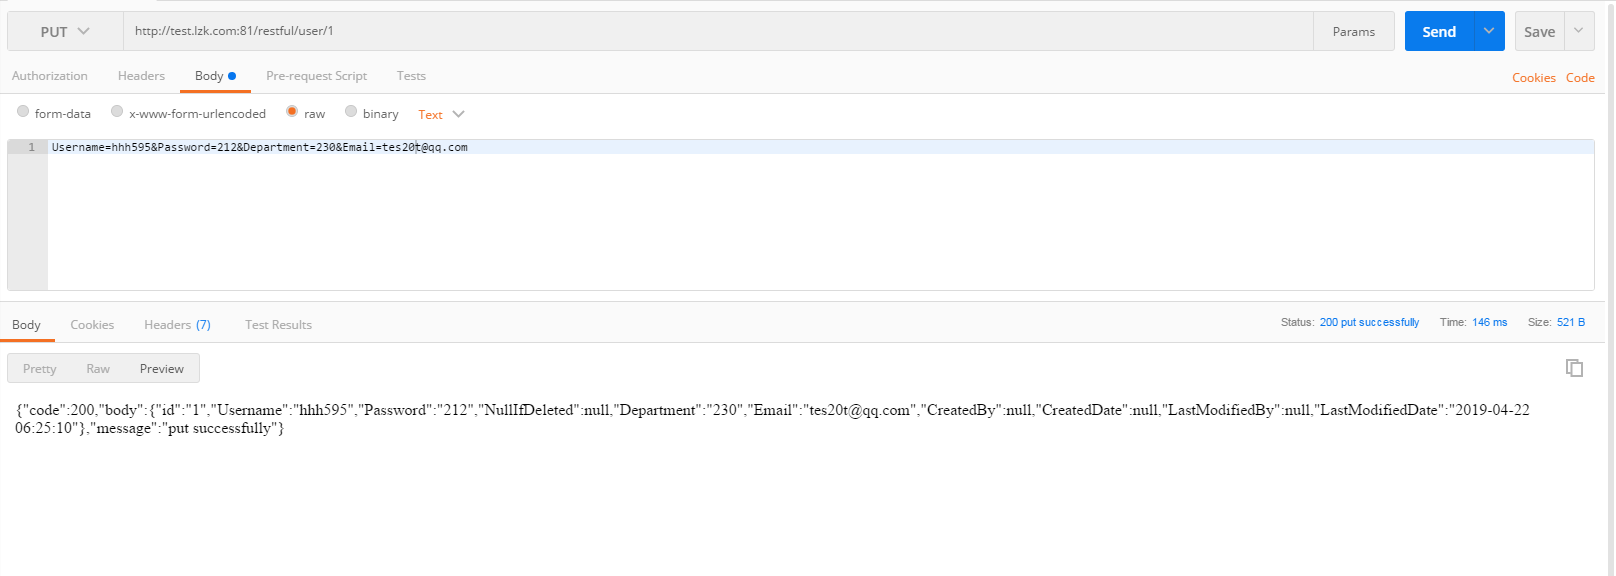 PUT http://test.lzk.com:81/restful/user/1 Params Send Save
Authorization Headers Body Pre-request Script Tests Cookies Code
form-data x-www-form-urlencoded raw binary Text
1 Username=hhh595&Password=212&Department=230&Email=tes20t@qq.com
Body Cookies Headers (7) Test Results Status: 200 put successfully Time: 146 ms Size: 521 B
Pretty Raw Preview
{"code":200,"body":{"id":"1","Username":"hhh595","Password":"212","NullIfDeleted":null,"Department":"230","Email":"tes20t@qq.com","CreatedBy":null,"CreatedDate":null,"LastModifiedBy":null,"LastModifiedDate":"2019-04-22
06:25:10"},"message":"put successfully"}